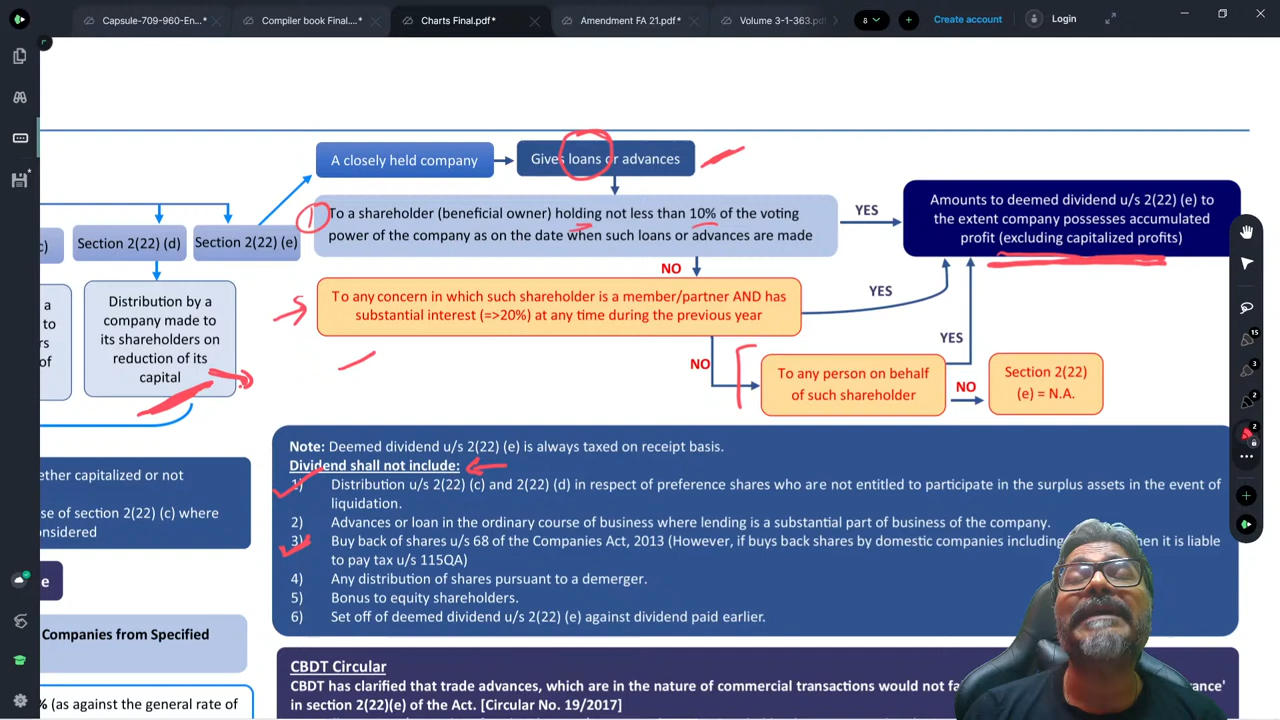 Capsule-709-960-En...*
Compiler book Final....*
Charts Final.pdf*
Amendment FA 21.pdf*
Volume 3-1-363.pdf
8
Create account
Login
A closely held company
Gives loans or advances
To a shareholder (beneficial owner) holding not less than 10% of the voting
power of the company as on the date when such loans or advances are made
YES
Amounts to deemed dividend u/s 2(22) (e) to
the extent company possesses accumulated
profit (excluding capitalized profits)
1
c)
Section 2(22) (d)
Section 2(22) (e)
NO
To any concern in which such shareholder is a member/partner AND has
substantial interest (=>20%) at any time during the previous year
YES
a
to
rs
of
Distribution by a
company made to
its shareholders on
reduction of its
capital
NO
YES
To any person on behalf
of such shareholder
NO
Section 2(22)
(e) = N.A.
15
3
2
2
Note: Deemed dividend u/s 2(22) (e) is always taxed on receipt basis.
Dividend shall not include:
1) Distribution u/s 2(22) (c) and 2(22) (d) in respect of preference shares who are not entitled to participate in the surplus assets in the event of
liquidation.
2) Advances or loan in the ordinary course of business where lending is a substantial part of business of the company.
3) Buy back of shares u/s 68 of the Companies Act, 2013 (However, if buys back shares by domestic companies including hen it is liable
to pay tax u/s 115QA)
4) Any distribution of shares pursuant to a demerger.
5) Bonus to equity shareholders.
6) Set off of deemed dividend u/s 2(22) (e) against dividend paid earlier.
ether capitalized or not
se of section 2(22) (c) where
onsidered
e
Companies from Specified
% (as against the general rate of
CBDT Circular
CBDT has clarified that trade advances, which are in the nature of commercial transactions would not fa ance'
in section 2(22)(e) of the Act. [Circular No. 19/2017]